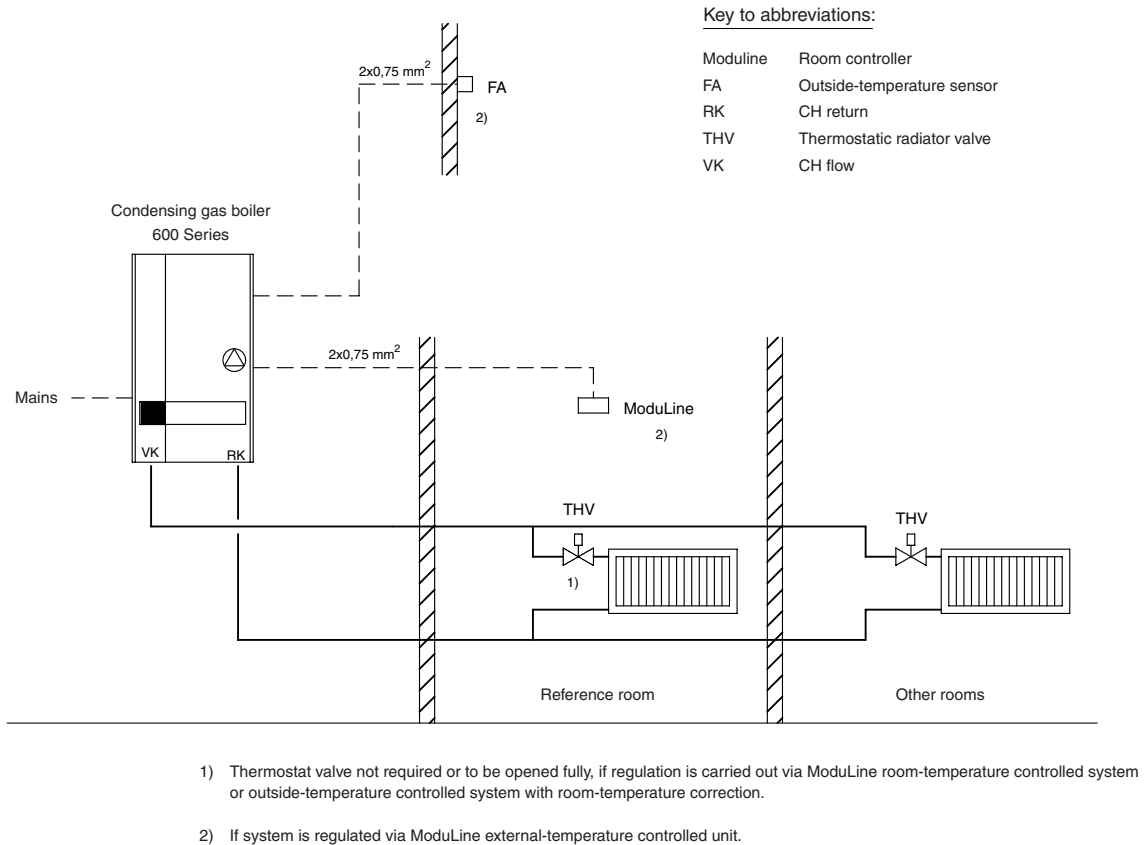 Key to abbreviations:
Moduline Room controller
FA Outside-temperature sensor
RK CH return
THV Thermostatic radiator valve
VK CH flow
2x0,75 mm²
FA
2)
Condensing gas boiler
600 Series
2x0,75 mm²
Mains
ModuLine
2)
VK
RK
THV
THV
1)
Reference room
Other rooms
1) Thermostat valve not required or to be opened fully, if regulation is carried out via ModuLine room-temperature controlled system
or outside-temperature controlled system with room-temperature correction.
2) If system is regulated via ModuLine external-temperature controlled unit.